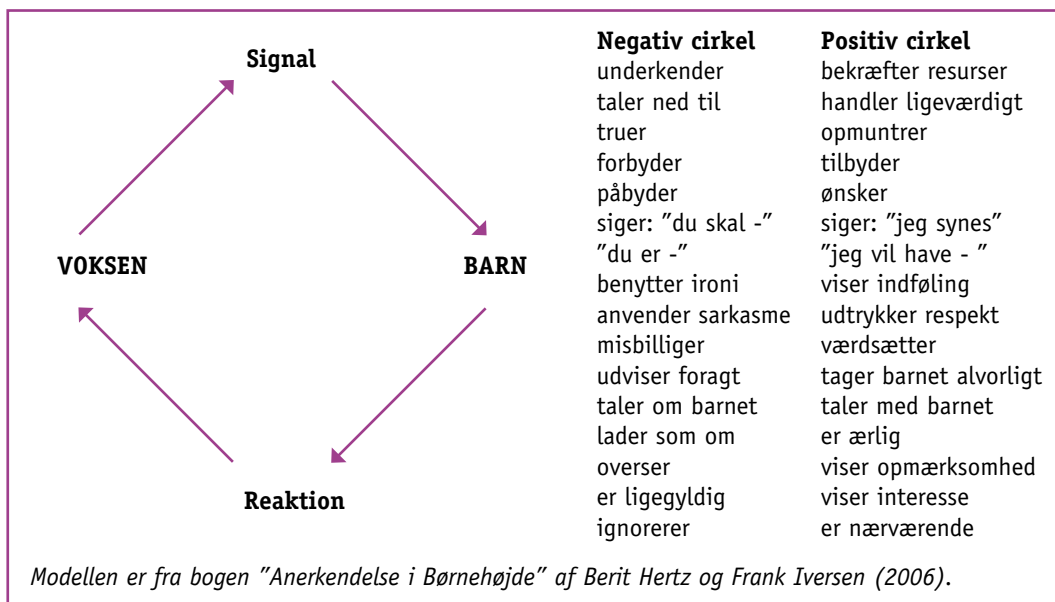 Signal
VOKSEN
BARN
Reaktion
Negativ cirkel
underkender
taler ned til
truer
forbyder
påbyder
siger: ”du skal -”
”du er -”
benytter ironi
anvender sarkasme
misbilliger
udviser foragt
taler om barnet
lader som om
overser
er ligegyldig
ignorerer
Positiv cirkel
bekræfter resurser
handler ligeværdigt
opmuntrer
tilbyder
ønsker
siger: ”jeg synes”
”jeg vil have - ”
viser indføling
udtrykker respekt
værdsætter
tager barnet alvorligt
taler med barnet
er ærlig
viser opmærksomhed
viser interesse
er nærværende
Modellen er fra bogen ”Anerkendelse i Børnehøjde” af Berit Hertz og Frank Iversen (2006).